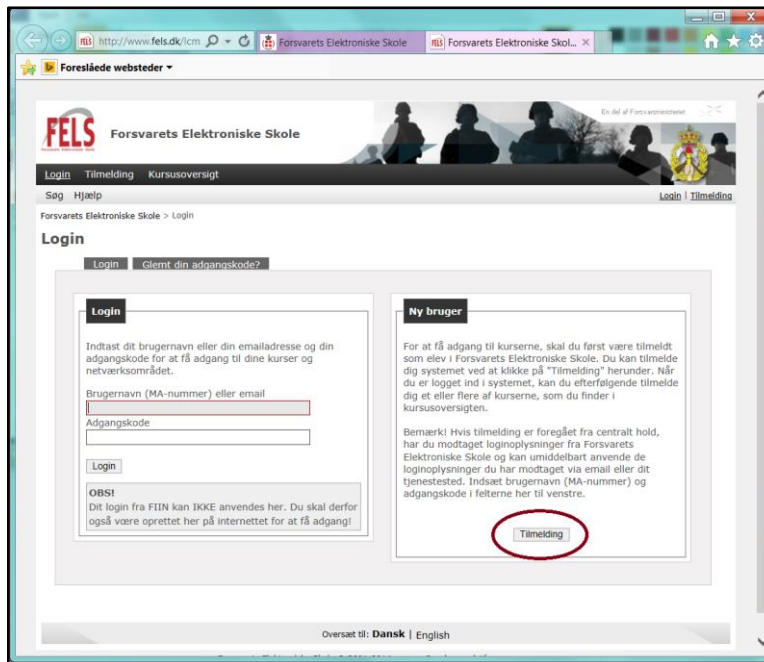 http://www.fels.dk/lcm
Forsvarets Elektroniske Skole
Forsvarets Elektroniske Skol...
Foreslåede websteder
FELS
Forsvarets Elektroniske Skole
En del af Forsvarsministeriet
Login Tilmelding Kursusoversigt
Søg Hjælp
Login | Tilmelding
Forsvarets Elektroniske Skole > Login
Login
Login Glemt din adgangskode?
Login
Indtast dit brugernavn eller din emailadresse og din
adgangskode for at få adgang til dine kurser og
netværksområdet.
Brugernavn (MA-nummer) eller email
Adgangskode
Login
OBS!
Dit login fra FIIN kan IKKE anvendes her. Du skal derfor
også være oprettet her på internettet for at få adgang!
Ny bruger
For at få adgang til kurserne, skal du først være tilmeldt
som elev i Forsvarets Elektroniske Skole. Du kan tilmelde
dig systemet ved at klikke på "Tilmelding" herunder. Når
du er logget ind i systemet, kan du efterfølgende tilmelde
dig et eller flere af kurserne, som du finder i
kursusoversigten.
Bemærk! Hvis tilmelding er foregået fra centralt hold,
har du modtaget loginoplysninger fra Forsvarets
Elektroniske Skole og kan umiddelbart anvende de
loginoplysninger du har modtaget via email eller dit
tjenestested. Indsæt brugernavn (MA-nummer) og
adgangskode i felterne her til venstre.
Tilmelding
Oversæt til: Dansk | English